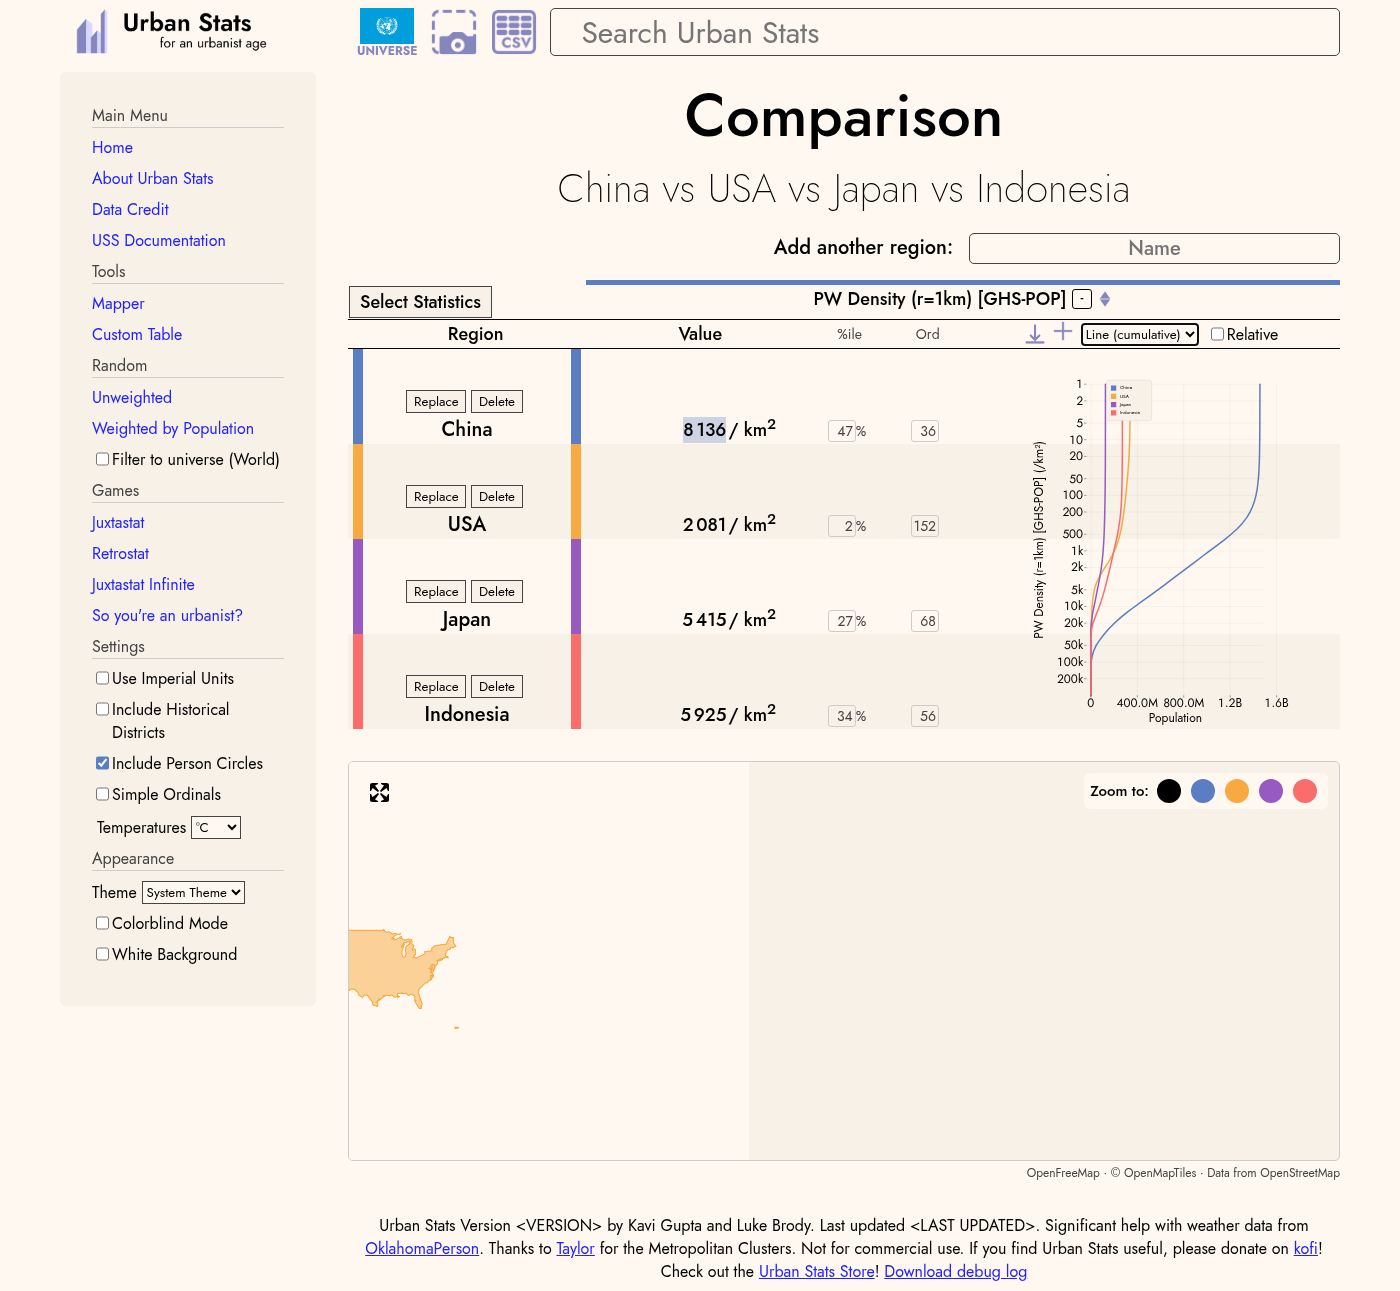 Urban Stats
for an urbanist age
UNIVERSE
CSV
Search Urban Stats
Main Menu
Home
About Urban Stats
Data Credit
USS Documentation
Tools
Mapper
Custom Table
Random
Unweighted
Weighted by Population
Filter to universe (World)
Games
Juxtastat
Retrostat
Juxtastat Infinite
So you're an urbanist?
Settings
Use Imperial Units
Include Historical
Districts
Include Person Circles
Simple Ordinals
Temperatures °C
Appearance
Theme System Theme
Colorblind Mode
White Background
Comparison
China vs USA vs Japan vs Indonesia
Add another region: Name
Select Statistics
PW Density (r=1km) [GHS-POP] -
Region Value %ile Ord Line (cumulative) Relative
Replace Delete
China 8 136 / km² 47% 36
Replace Delete
USA 2 081 / km² 2% 152
Replace Delete
Japan 5 415 / km² 27% 68
Replace Delete
Indonesia 5 925 / km² 34% 56
China
USA
Japan
Indonesia
PW Density (r=1km) [GHS-POP] (/km²)
1
2
5
10
20
50
100
200
500
1k
2k
5k
10k
20k
50k
100k
200k
0 400.0M 800.0M 1.2B 1.6B
Population
Zoom to:
OpenFreeMap · © OpenMapTiles · Data from OpenStreetMap
Urban Stats Version <VERSION> by Kavi Gupta and Luke Brody. Last updated <LAST UPDATED>. Significant help with weather data from
OklahomaPerson. Thanks to Taylor for the Metropolitan Clusters. Not for commercial use. If you find Urban Stats useful, please donate on kofi!
Check out the Urban Stats Store! Download debug log